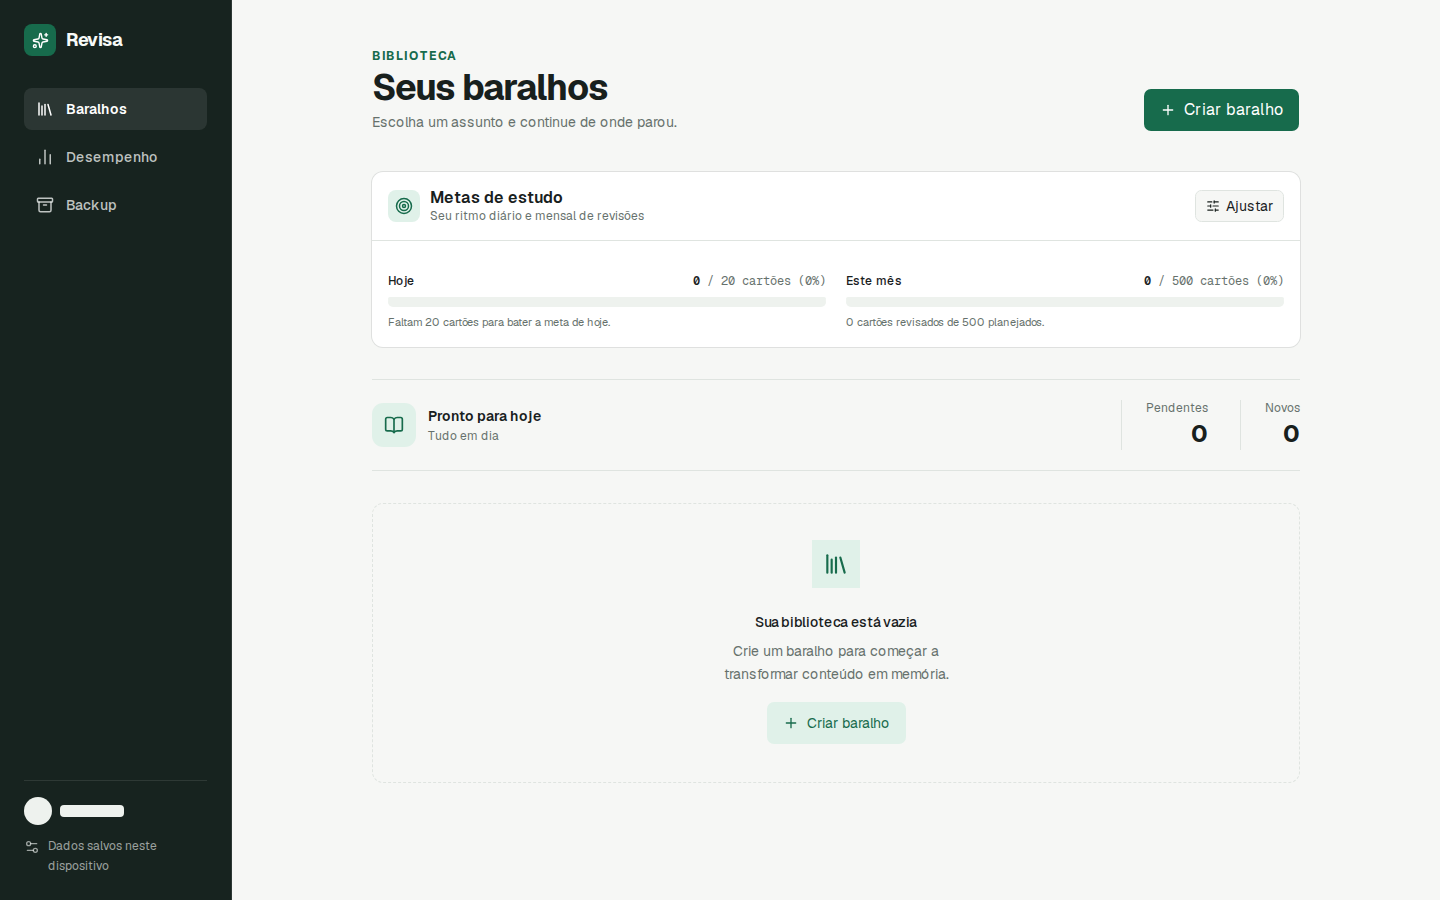 Revisa
Baralhos
Desempenho
Backup
Dados salvos neste
dispositivo
BIBLIOTECA
Seus baralhos
Escolha um assunto e continue de onde parou.
Criar baralho
Metas de estudo
Seu ritmo diário e mensal de revisões
Ajustar
Hoje
0 / 20 cartões (0%)
Faltam 20 cartões para bater a meta de hoje.
Este mês
0 / 500 cartões (0%)
0 cartões revisados de 500 planejados.
Pronto para hoje
Tudo em dia
Pendentes
0
Novos
0
Sua biblioteca está vazia
Crie um baralho para começar a
transformar conteúdo em memória.
Criar baralho